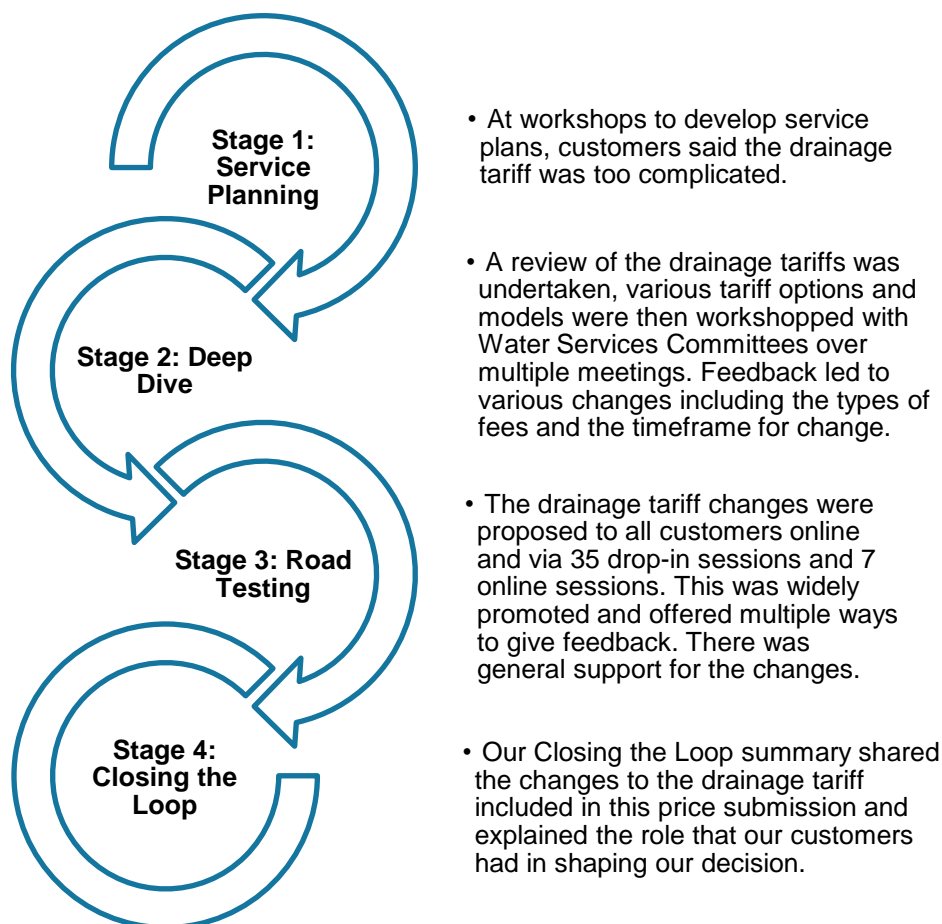 Stage 1:
Service
Planning
• At workshops to develop service
plans, customers said the drainage
tariff was too complicated.
Stage 2: Deep
Dive
• A review of the drainage tariffs was
undertaken, various tariff options and
models were then workshopped with
Water Services Committees over
multiple meetings. Feedback led to
various changes including the types of
fees and the timeframe for change.
Stage 3: Road
Testing
• The drainage tariff changes were
proposed to all customers online
and via 35 drop-in sessions and 7
online sessions. This was widely
promoted and offered multiple ways
to give feedback. There was
general support for the changes.
Stage 4:
Closing the
Loop
• Our Closing the Loop summary shared
the changes to the drainage tariff
included in this price submission and
explained the role that our customers
had in shaping our decision.